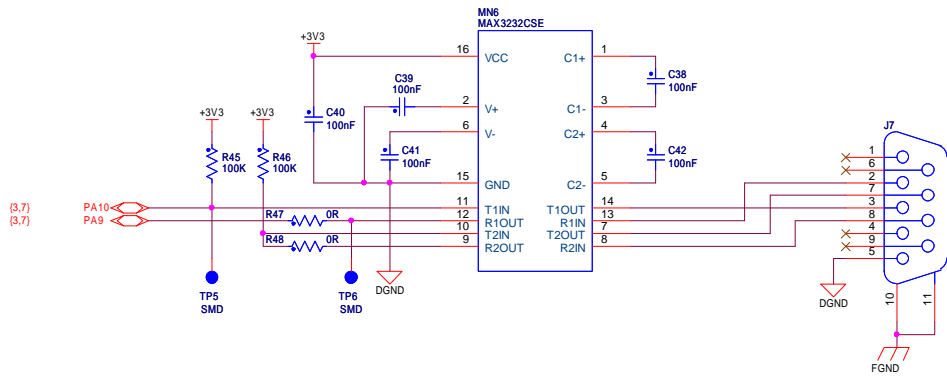 MN6
MAX3232CSE
+3V3
16
VCC
C1+
1
C39
100nF
C38
100nF
2
V+
C1-
3
C40
100nF
+3V3
+3V3
6
V-
C2+
4
J7
R45
100K
R46
100K
C41
100nF
C42
100nF
1
6
2
15
GND
C2-
5
7
{3,7}
PA10
11
T1IN
T1OUT
14
3
{3,7}
PA9
R47
0R
12
R1OUT
R1IN
13
8
10
T2IN
T2OUT
7
4
R48
0R
9
R2OUT
R2IN
8
9
5
TP5
SMD
TP6
SMD
DGND
DGND
10
11
FGND